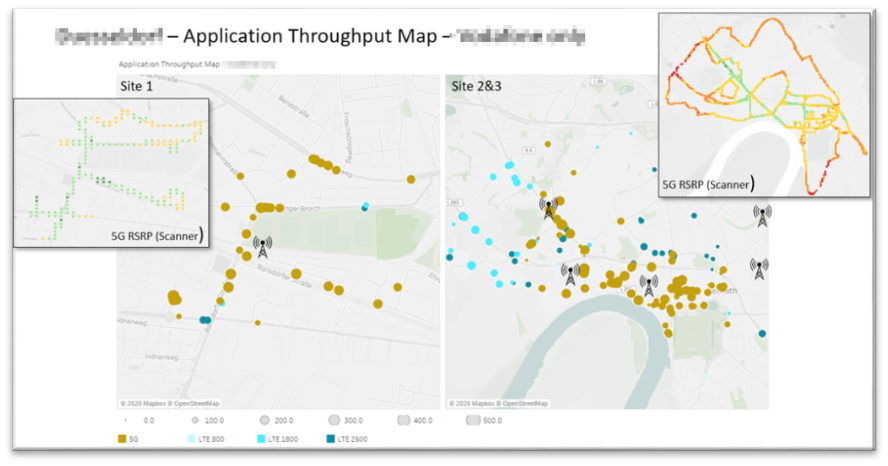 – Application Throughput Map –
Application Throughput Map -
Site 1
Site 2&3
5G RSRP (Scanner)
5G RSRP (Scanner)
Höherweg
© 2020 Mapbox © OpenStreetMap
© 2020 Mapbox © OpenStreetMap
0.0 100.0 200.0 300.0 400.0 500.0
5G LTE 800 LTE 1800 LTE 2600